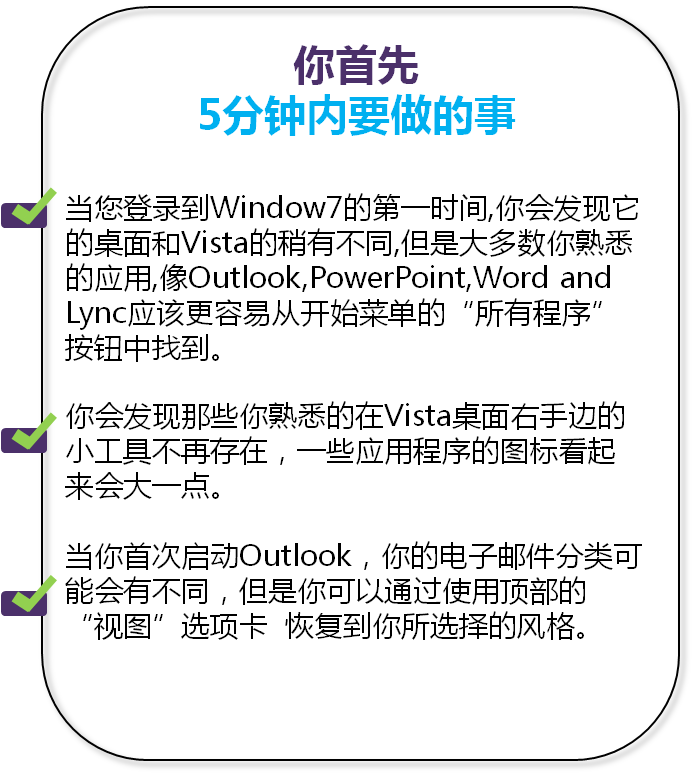 你首先
5分钟内要做的事
当您登录到Window7的第一时间,你会发现它
的桌面和Vista的稍有不同,但是大多数你熟悉
的应用,像Outlook,PowerPoint,Word and
Lync应该更容易从开始菜单的“所有程序”
按钮中找到。
你会发现那些你熟悉的在Vista桌面右手边的
小工具不再存在，一些应用程序的图标看起
来会大一点。
当你首次启动Outlook，你的电子邮件分类可
能会有不同，但是你可以通过使用顶部的
“视图”选项卡 恢复到你所选择的风格。